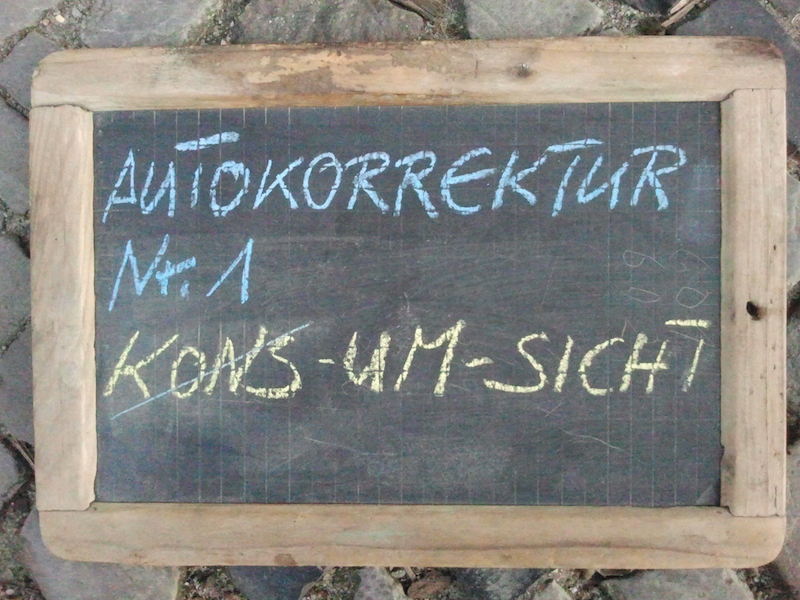 AUTOKORREKTUR
Nr. 1
KONS-UM-SICHT